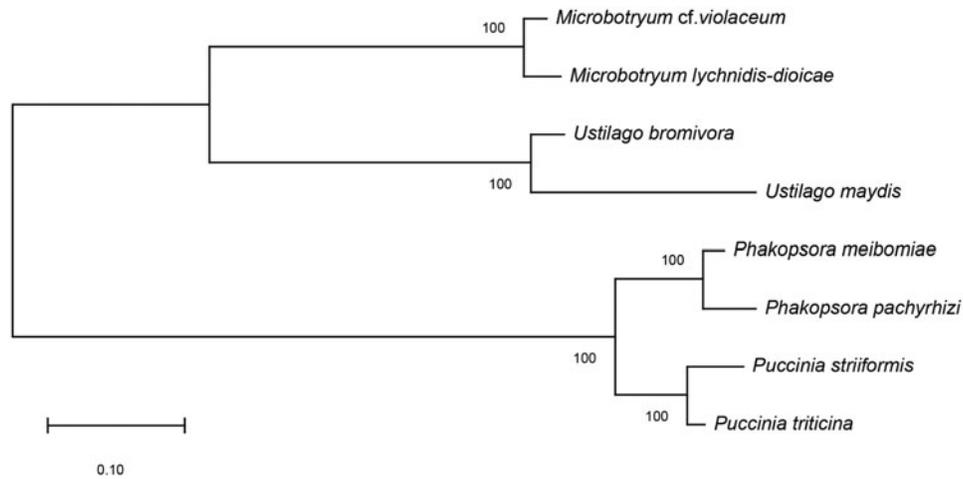 100
Microbotryum cf.violaceum
Microbotryum lychnidis-dioicae
Ustilago bromivora
100
Ustilago maydis
Phakopsora meibomiae
100
Phakopsora pachyrhizi
100
Puccinia striiformis
100
Puccinia triticina
0.10